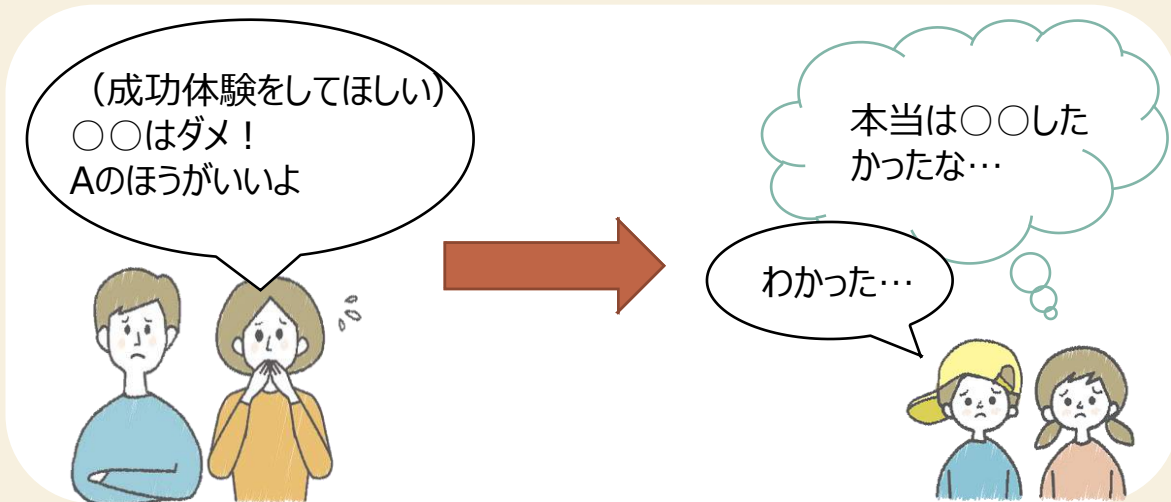 （成功体験をしてほしい）
○○はダメ！
Aのほうがいいよ
本当は○○した
かったな…
わかった…